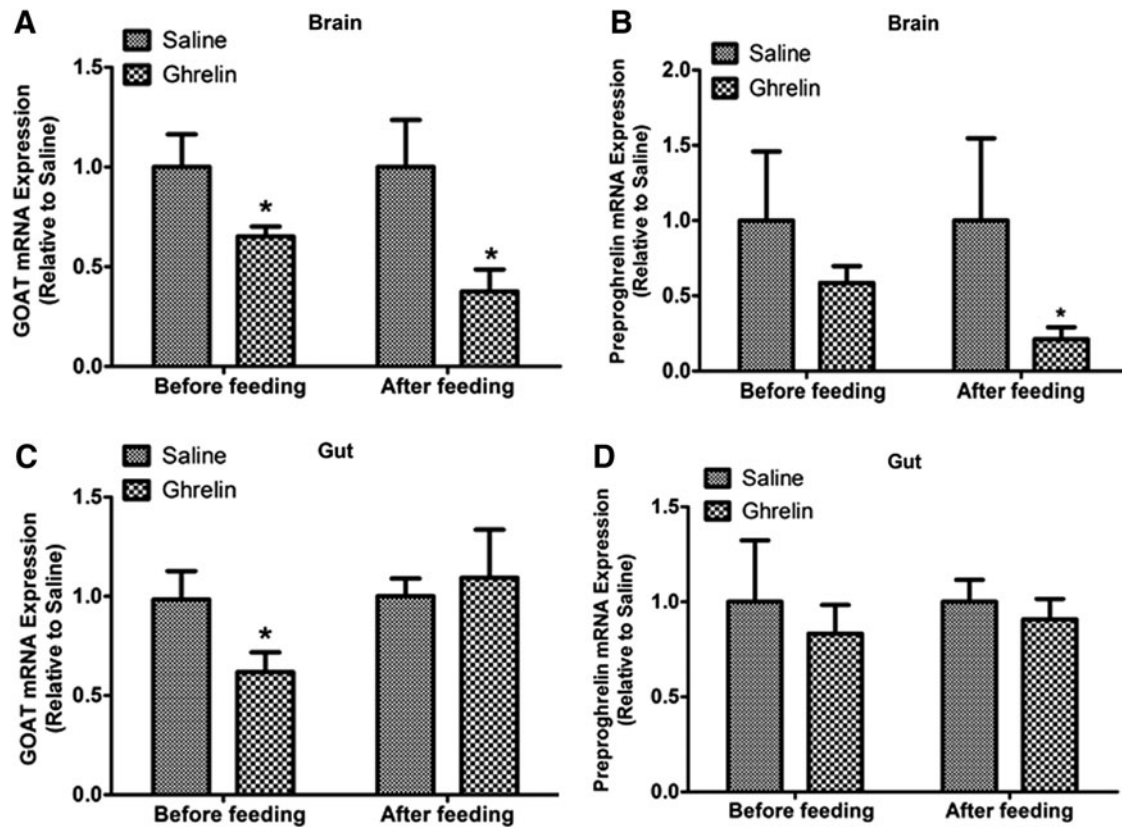 A
Brain
Saline
Ghrelin
GOAT mRNA Expression
(Relative to Saline)
1.5
1.0
0.5
0.0
*
*
Before feeding
After feeding
B
Brain
Saline
Ghrelin
Preproghrelin mRNA Expression
(Relative to Saline)
2.0
1.5
1.0
0.5
0.0
*
Before feeding
After feeding
C
Gut
Saline
Ghrelin
GOAT mRNA Expression
(Relative to Saline)
1.5
1.0
0.5
0.0
*
Before feeding
After feeding
D
Gut
Saline
Ghrelin
Preproghrelin mRNA Expression
(Relative to Saline)
1.5
1.0
0.5
0.0
Before feeding
After feeding